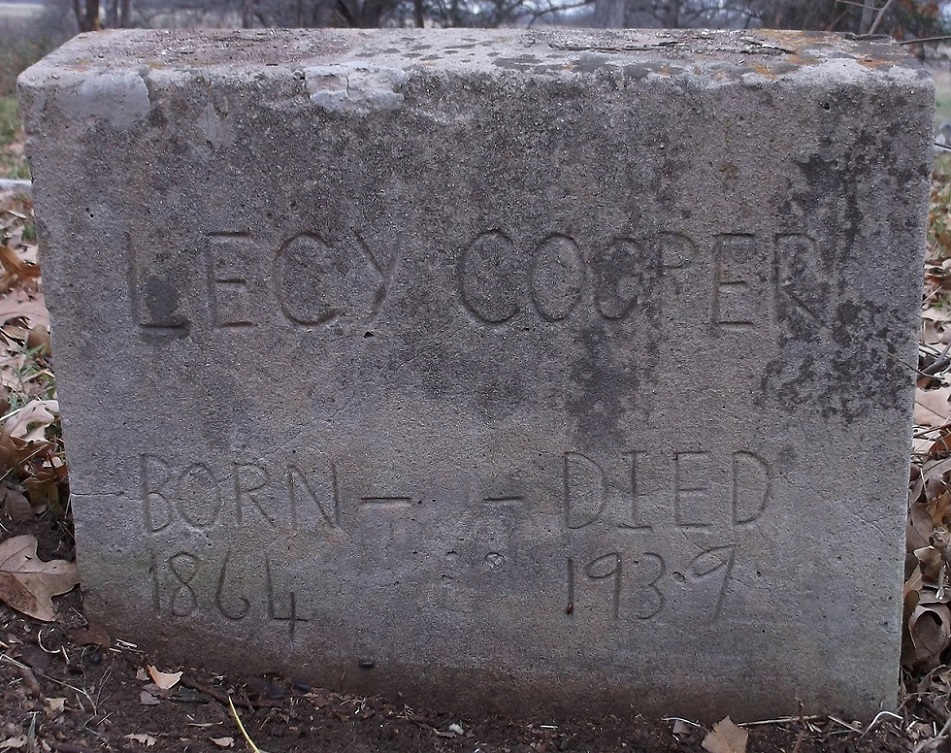 LECY COOPER
BORN - - DIED
1864 1939